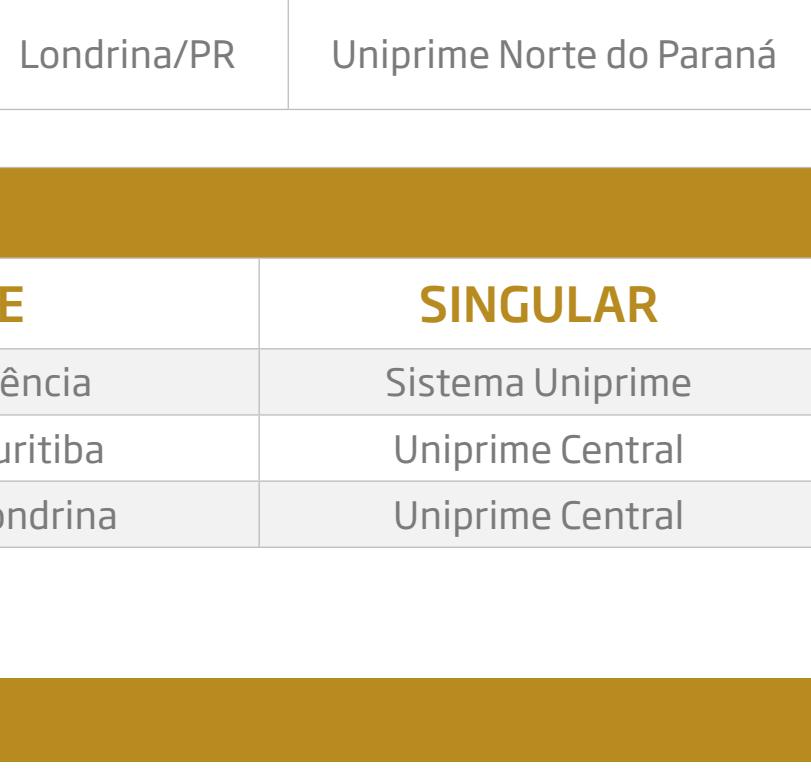 Londrina/PR Uniprime Norte do Paraná
E SINGULAR
ência Sistema Uniprime
uritiba Uniprime Central
ondrina Uniprime Central